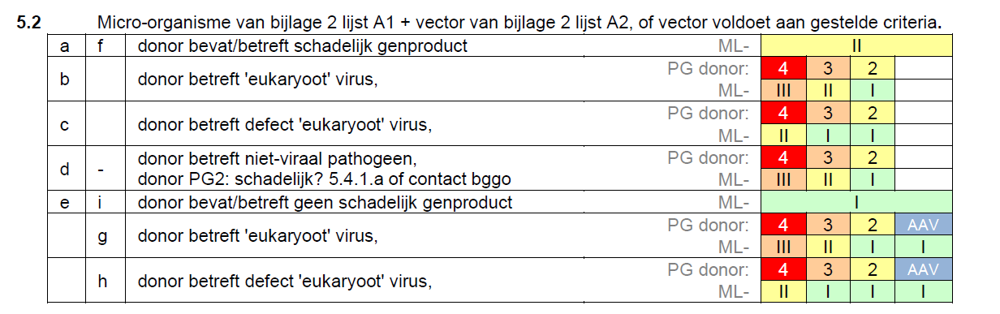 5.2 Micro-organisme van bijlage 2 lijst A1 + vector van bijlage 2 lijst A2, of vector voldoet aan gestelde criteria.
a f donor bevat/betreft schadelijk genproduct ML- II
PG donor: 4 3 2
b donor betreft 'eukaryoot' virus,
ML- III II I
PG donor: 4 3 2
c donor betreft defect 'eukaryoot' virus,
ML- II I I
donor betreft niet-viraal pathogeen, PG donor: 4 3 2
d -
donor PG2: schadelijk? 5.4.1.a of contact bggo ML- III II I
e i donor bevat/betreft geen schadelijk genproduct ML- I
PG donor: 4 3 2 AAV
g donor betreft 'eukaryoot' virus,
ML- III II I I
PG donor: 4 3 2 AAV
h donor betreft defect 'eukaryoot' virus,
ML- II I I I